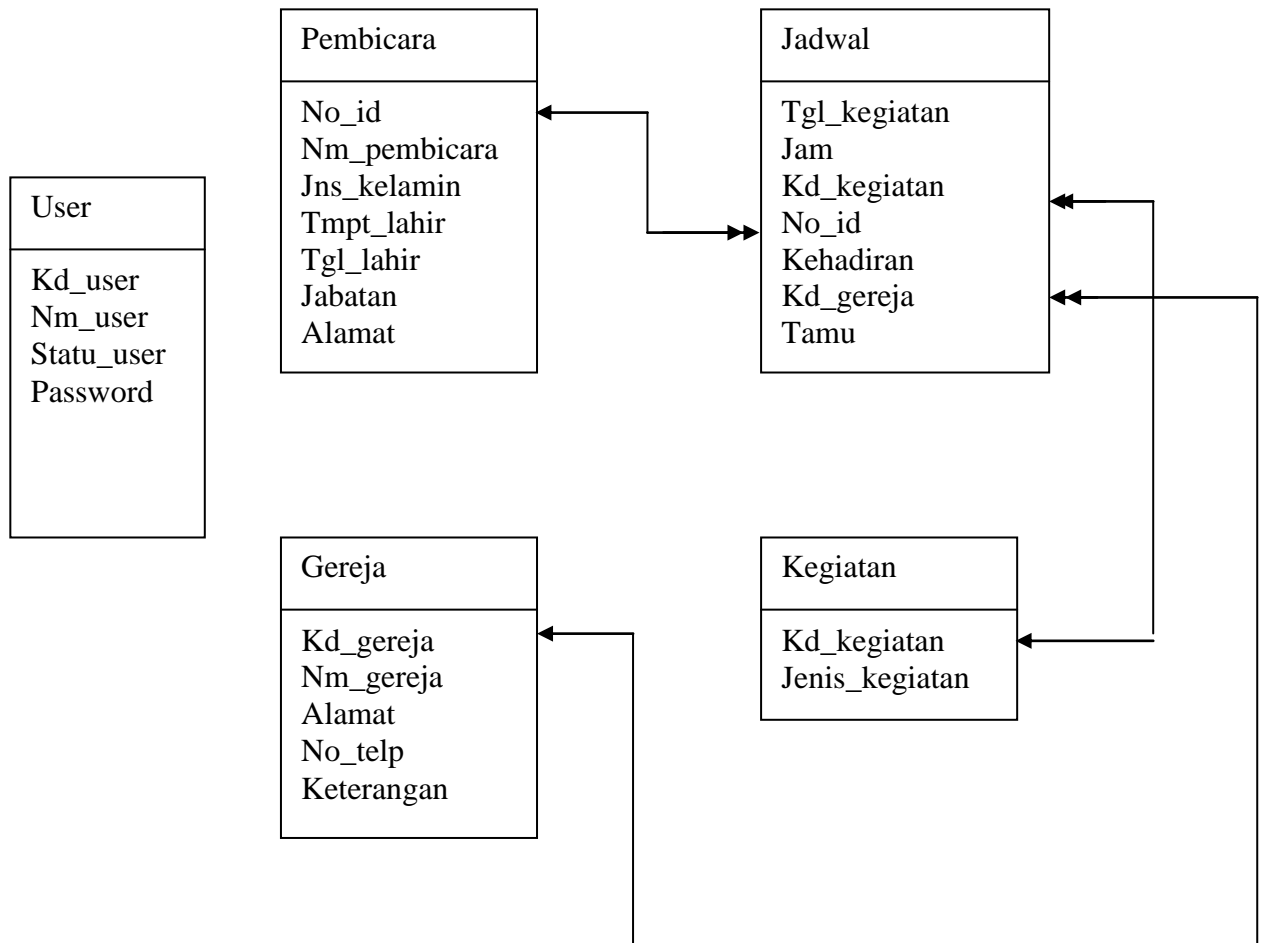 Pembicara
No_id
Nm_pembicara
Jns_kelamin
Tmpt_lahir
Tgl_lahir
Jabatan
Alamat
Jadwal
Tgl_kegiatan
Jam
Kd_kegiatan
No_id
Kehadiran
Kd_gereja
Tamu
User
Kd_user
Nm_user
Statu_user
Password
Gereja
Kd_gereja
Nm_gereja
Alamat
No_telp
Keterangan
Kegiatan
Kd_kegiatan
Jenis_kegiatan